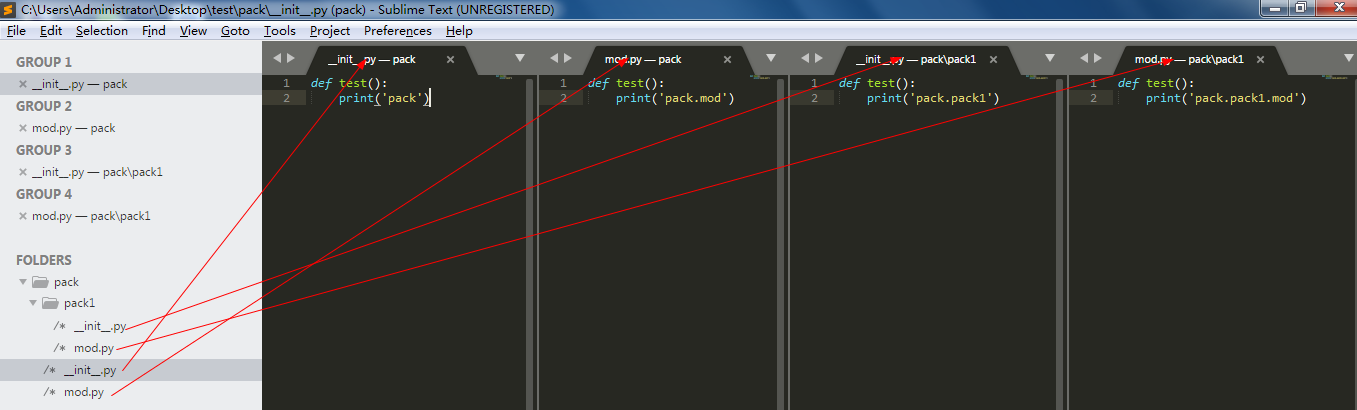 C:\Users\Administrator\Desktop\test\pack\__init__.py (pack) - Sublime Text (UNREGISTERED)
File Edit Selection Find View Goto Tools Project Preferences Help
GROUP 1
__init__.py — pack
GROUP 2
mod.py — pack
GROUP 3
__init__.py — pack\pack1
GROUP 4
mod.py — pack\pack1
FOLDERS
pack
pack1
/* __init__.py
/* mod.py
/* __init__.py
/* mod.py
__init__.py — pack
1 def test():
2 print('pack')
mod.py — pack
1 def test():
2 print('pack.mod')
__init__.py — pack\pack1
1 def test():
2 print('pack.pack1')
mod.py — pack\pack1
1 def test():
2 print('pack.pack1.mod')